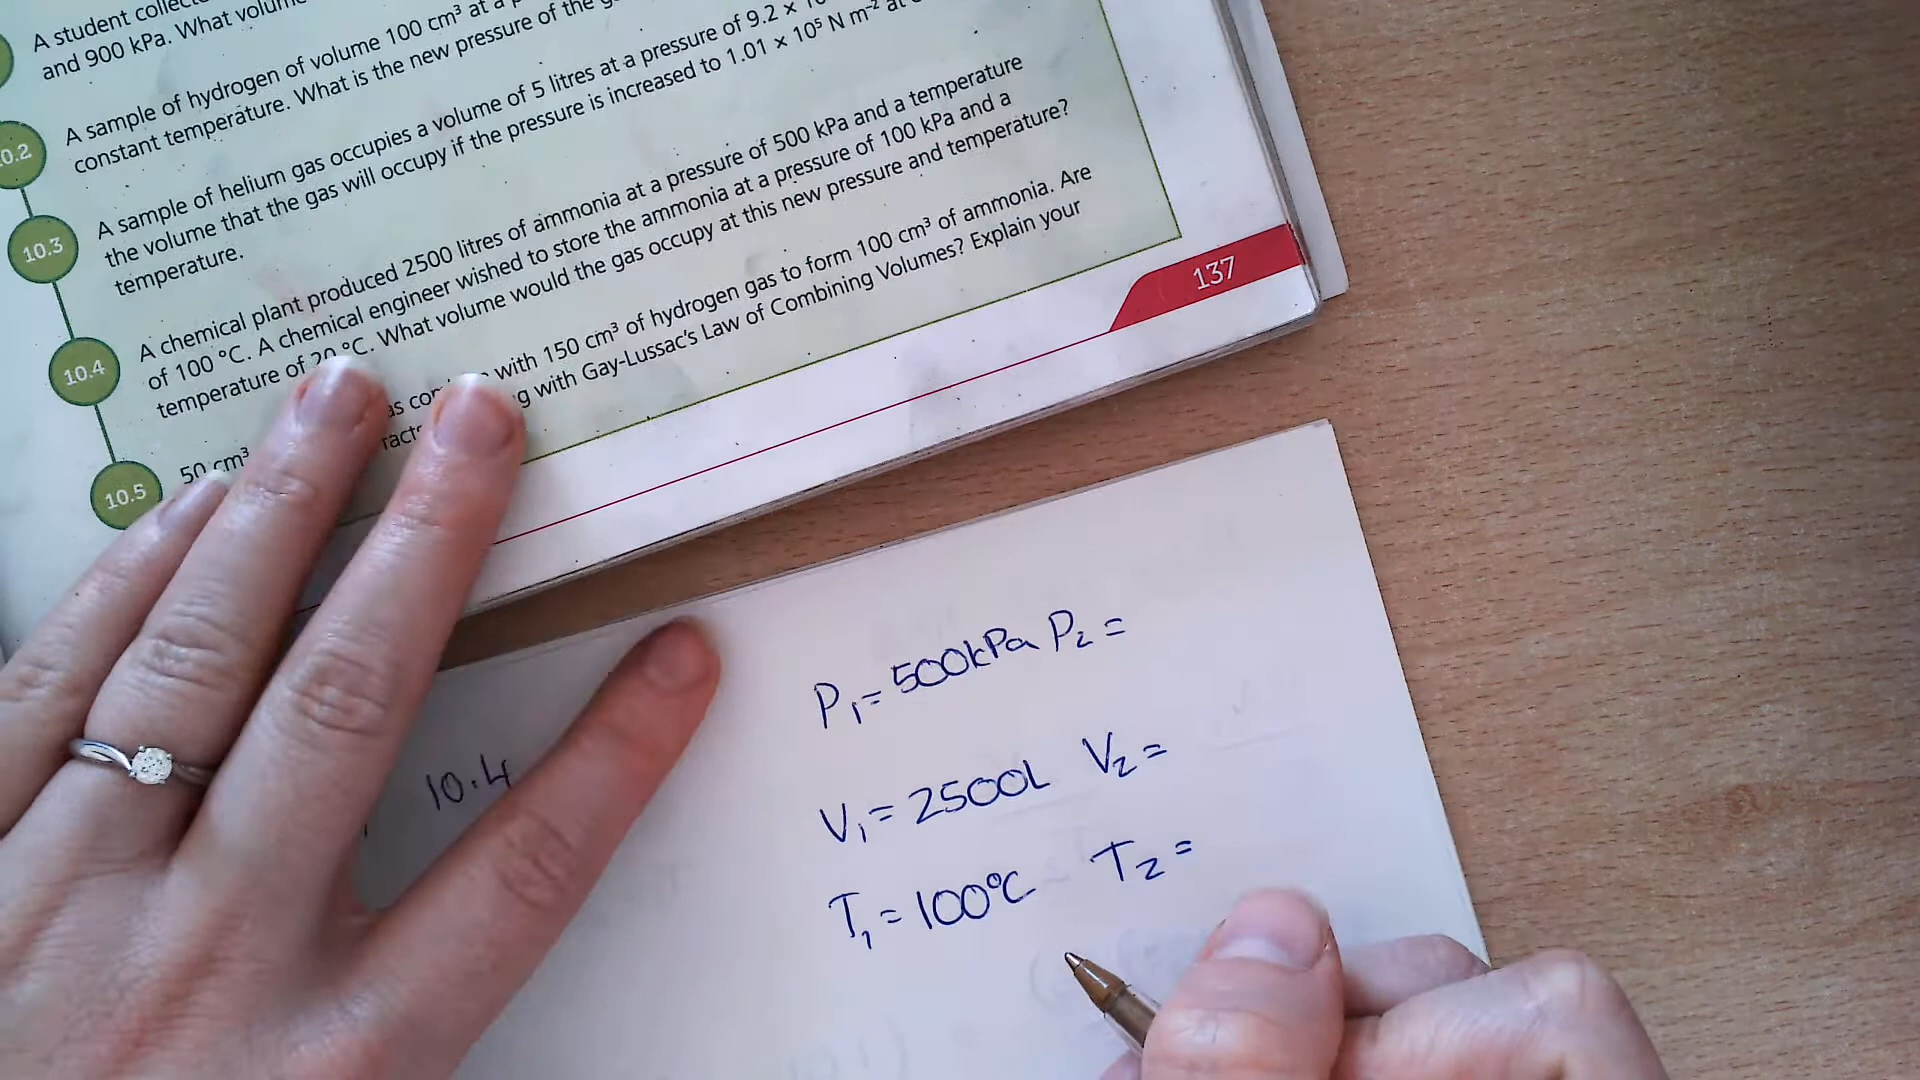 A student collec
and 900 kPa. What volum
0.2
A sample of hydrogen of volume 100 cm³ at a
constant temperature. What is the new pressure of the g
10.3
A sample of helium gas occupies a volume of 5 litres at a pressure of 9.2 × 10
the volume that the gas will occupy if the pressure is increased to 1.01 × 10⁵ N m⁻² at
temperature.
10.4
A chemical plant produced 2500 litres of ammonia at a pressure of 500 kPa and a temperature
of 100 °C. A chemical engineer wished to store the ammonia at a pressure of 100 kPa and a
temperature of 20 °C. What volume would the gas occupy at this new pressure and temperature?
10.5
50 cm³ as com with 150 cm³ of hydrogen gas to form 100 cm³ of ammonia. Are
facts g with Gay-Lussac's Law of Combining Volumes? Explain your
137
10.4
P₁ = 500kPa P₂ =
V₁ = 2500L V₂ =
T₁ = 100°C T₂ =